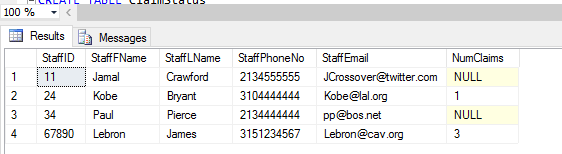 CREATE TABLE ClaimStatus
100 %
Results Messages
StaffID StaffFName StaffLName StaffPhoneNo StaffEmail NumClaims
1 11 Jamal Crawford 2134555555 JCrossover@twitter.com NULL
2 24 Kobe Bryant 3104444444 Kobe@lal.org 1
3 34 Paul Pierce 2134444444 pp@bos.net NULL
4 67890 Lebron James 3151234567 Lebron@cav.org 3